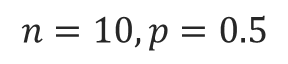 n = 10, p = 0.5